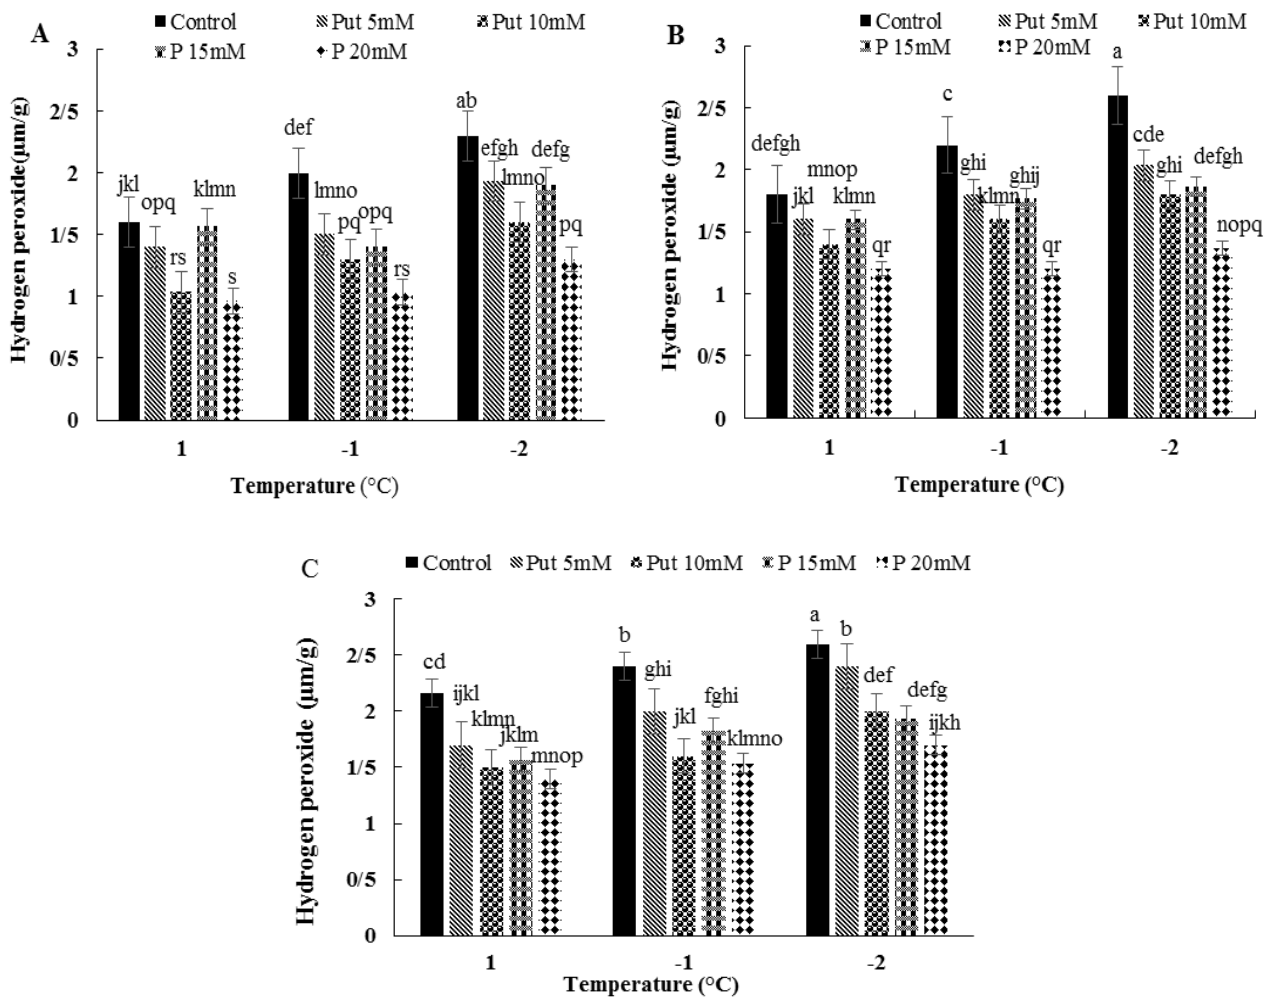 A
Control Put 5mM Put 10mM
P 15mM P 20mM
Hydrogen peroxide(µm/g)
3
2/5
2
1/5
1
0/5
0
jkl opq rs klmn s
def lmno pq opq rs
ab efgh lmno defg pq
1 -1 -2
Temperature (°C)
B
Control Put 5mM Put 10mM
P 15mM P 20mM
Hydrogen peroxide (µm/g)
3
2/5
2
1/5
1
0/5
0
defgh jkl mnop klmn qr
c ghi klmn ghij qr
a cde ghi defgh nopq
1 -1 -2
Temperature (°C)
C
Control Put 5mM Put 10mM P 15mM P 20mM
Hydrogen peroxide (µm/g)
3
2/5
2
1/5
1
0/5
0
cd ijkl klmn jklm mnop
b ghi jkl fghi klmno
a b def defg ijkh
1 -1 -2
Temperature (°C)